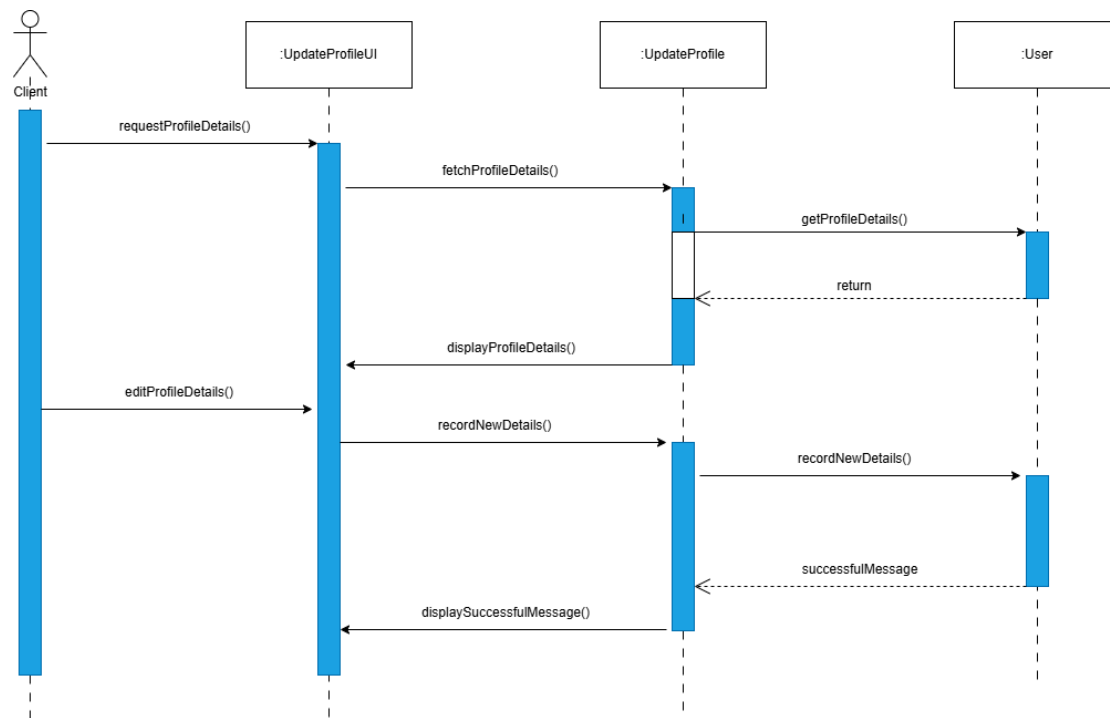 :UpdateProfileUI
:UpdateProfile
:User
Client
requestProfileDetails()
fetchProfileDetails()
getProfileDetails()
return
displayProfileDetails()
editProfileDetails()
recordNewDetails()
recordNewDetails()
successfulMessage
displaySuccessfulMessage()